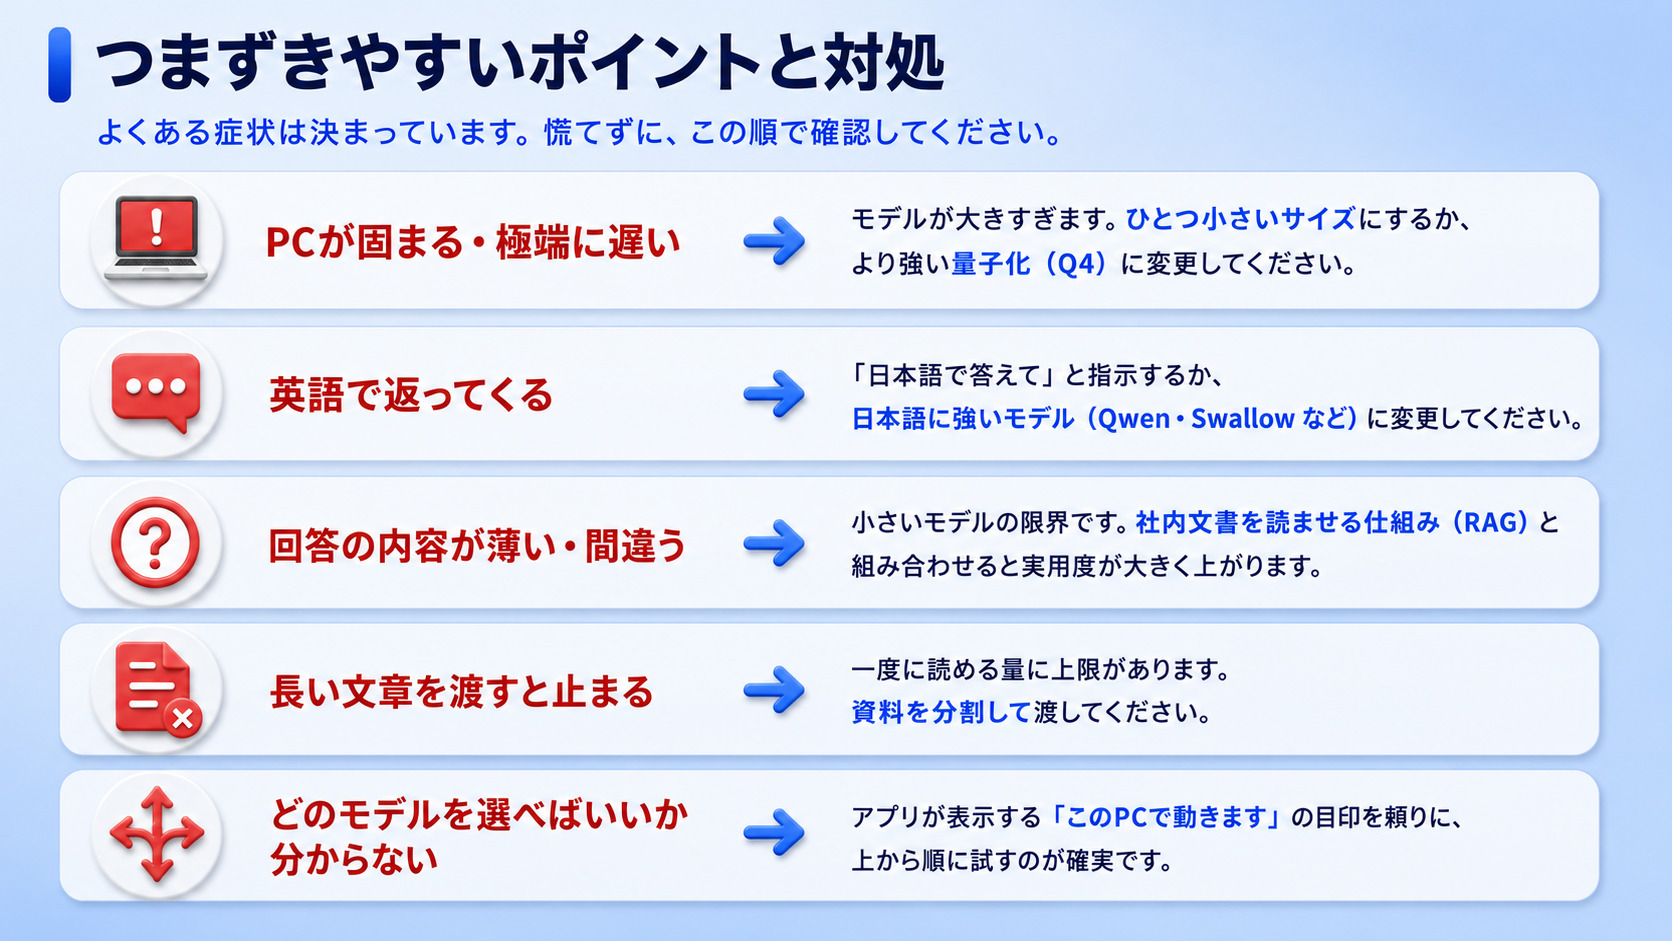 つまずきやすいポイントと対処
よくある症状は決まっています。慌てずに、この順で確認してください。
PCが固まる・極端に遅い
モデルが大きすぎます。ひとつ小さいサイズにするか、
より強い量子化（Q4）に変更してください。
英語で返ってくる
「日本語で答えて」と指示するか、
日本語に強いモデル（Qwen・Swallow など）に変更してください。
回答の内容が薄い・間違う
小さいモデルの限界です。社内文書を読ませる仕組み（RAG）と
組み合わせると実用度が大きく上がります。
長い文章を渡すと止まる
一度に読める量に上限があります。
資料を分割して渡してください。
どのモデルを選べばいいか
分からない
アプリが表示する「このPCで動きます」の目印を頼りに、
上から順に試すのが確実です。